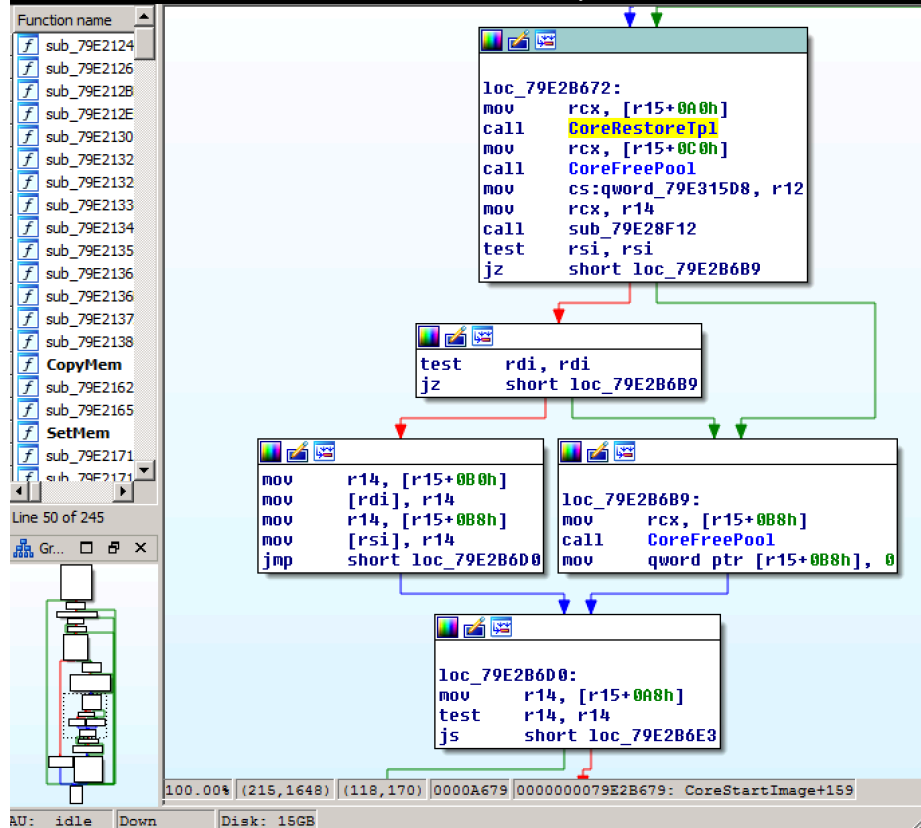 Function name
sub_79E2124
sub_79E2126
sub_79E212B
sub_79E212E
sub_79E2130
sub_79E2132
sub_79E2132
sub_79E2133
sub_79E2134
sub_79E2135
sub_79E2136
sub_79E2136
sub_79E2137
sub_79E2138
CopyMem
sub_79E2162
sub_79E2165
SetMem
sub_79E2171
sub_79E2171
Line 50 of 245
Gr...
loc_79E2B672:
mov rcx, [r15+0A0h]
call CoreRestoreTpl
mov rcx, [r15+0C0h]
call CoreFreePool
mov cs:qword_79E315D8, r12
mov rcx, r14
call sub_79E28F12
test rsi, rsi
jz short loc_79E2B6B9
test rdi, rdi
jz short loc_79E2B6B9
mov r14, [r15+0B0h]
mov [rdi], r14
mov r14, [r15+0B8h]
mov [rsi], r14
jmp short loc_79E2B6D0
loc_79E2B6B9:
mov rcx, [r15+0B8h]
call CoreFreePool
mov qword ptr [r15+0B8h], 0
loc_79E2B6D0:
mov r14, [r15+0A8h]
test r14, r14
js short loc_79E2B6E3
100.00% (215,1648) (118,170) 0000A679 0000000079E2B679: CoreStartImage+159
AU: idle Down Disk: 15GB